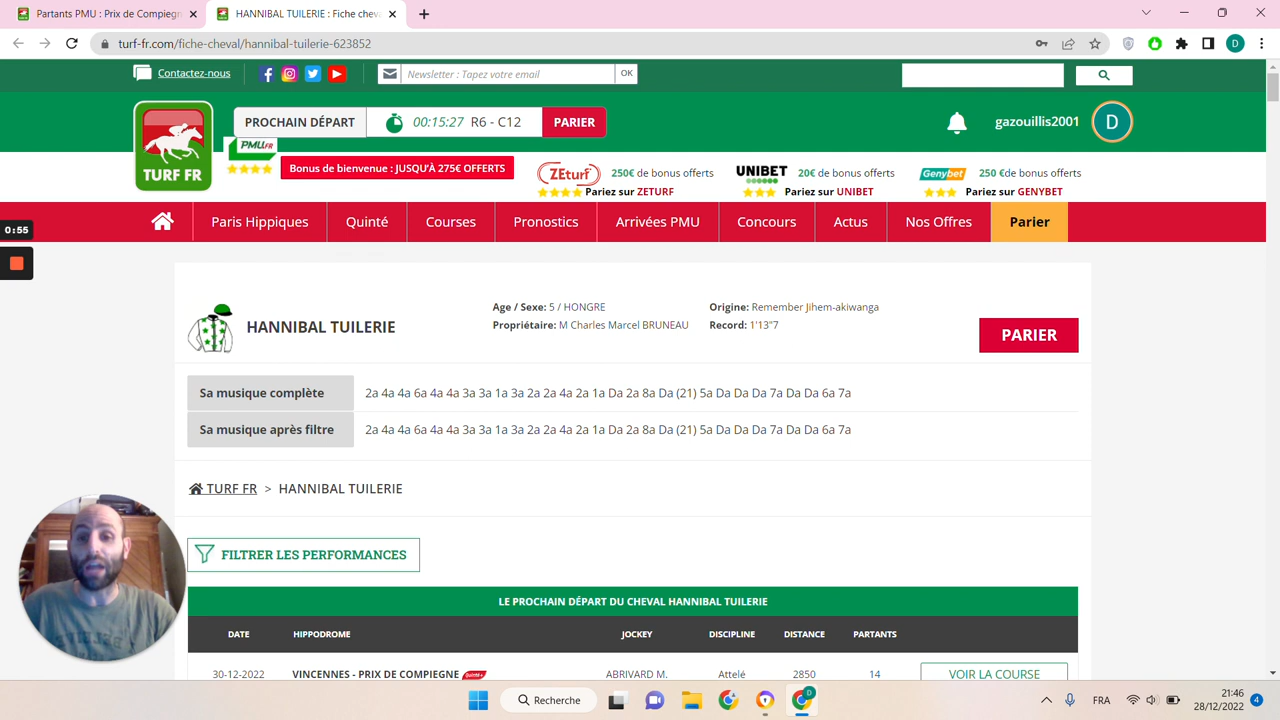 Partants PMU : Prix de Compiegn
HANNIBAL TUILERIE : Fiche chev
turf-fr.com/fiche-cheval/hannibal-tuilerie-623852
D
Contactez-nous
Newsletter : Tapez votre email
OK
TURF FR
PROCHAIN DÉPART
00:15:27 R6 - C12
PARIER
gazouillis2001
D
PMU.FR
Bonus de bienvenue : JUSQU'À 275€ OFFERTS
ZEturf
250€ de bonus offerts
Pariez sur ZETURF
UNIBET
20€ de bonus offerts
Pariez sur UNIBET
Genybet
250 €de bonus offerts
Pariez sur GENYBET
Paris Hippiques
Quinté
Courses
Pronostics
Arrivées PMU
Concours
Actus
Nos Offres
Parier
0:55
HANNIBAL TUILERIE
Age / Sexe: 5 / HONGRE
Propriétaire: M Charles Marcel BRUNEAU
Origine: Remember Jihem-akiwanga
Record: 1'13"7
PARIER
Sa musique complète
2a 4a 4a 6a 4a 4a 3a 3a 1a 3a 2a 2a 4a 2a 1a Da 2a 8a Da (21) 5a Da Da Da 7a Da Da 6a 7a
Sa musique après filtre
2a 4a 4a 6a 4a 4a 3a 3a 1a 3a 2a 2a 4a 2a 1a Da 2a 8a Da (21) 5a Da Da Da 7a Da Da 6a 7a
TURF FR > HANNIBAL TUILERIE
FILTRER LES PERFORMANCES
LE PROCHAIN DÉPART DU CHEVAL HANNIBAL TUILERIE
DATE HIPPODROME JOCKEY DISCIPLINE DISTANCE PARTANTS
30-12-2022 VINCENNES - PRIX DE COMPIEGNE Quinté+ ABRIVARD M. Attelé 2850 14 VOIR LA COURSE
Recherche
D
FRA
21:46
28/12/2022
4